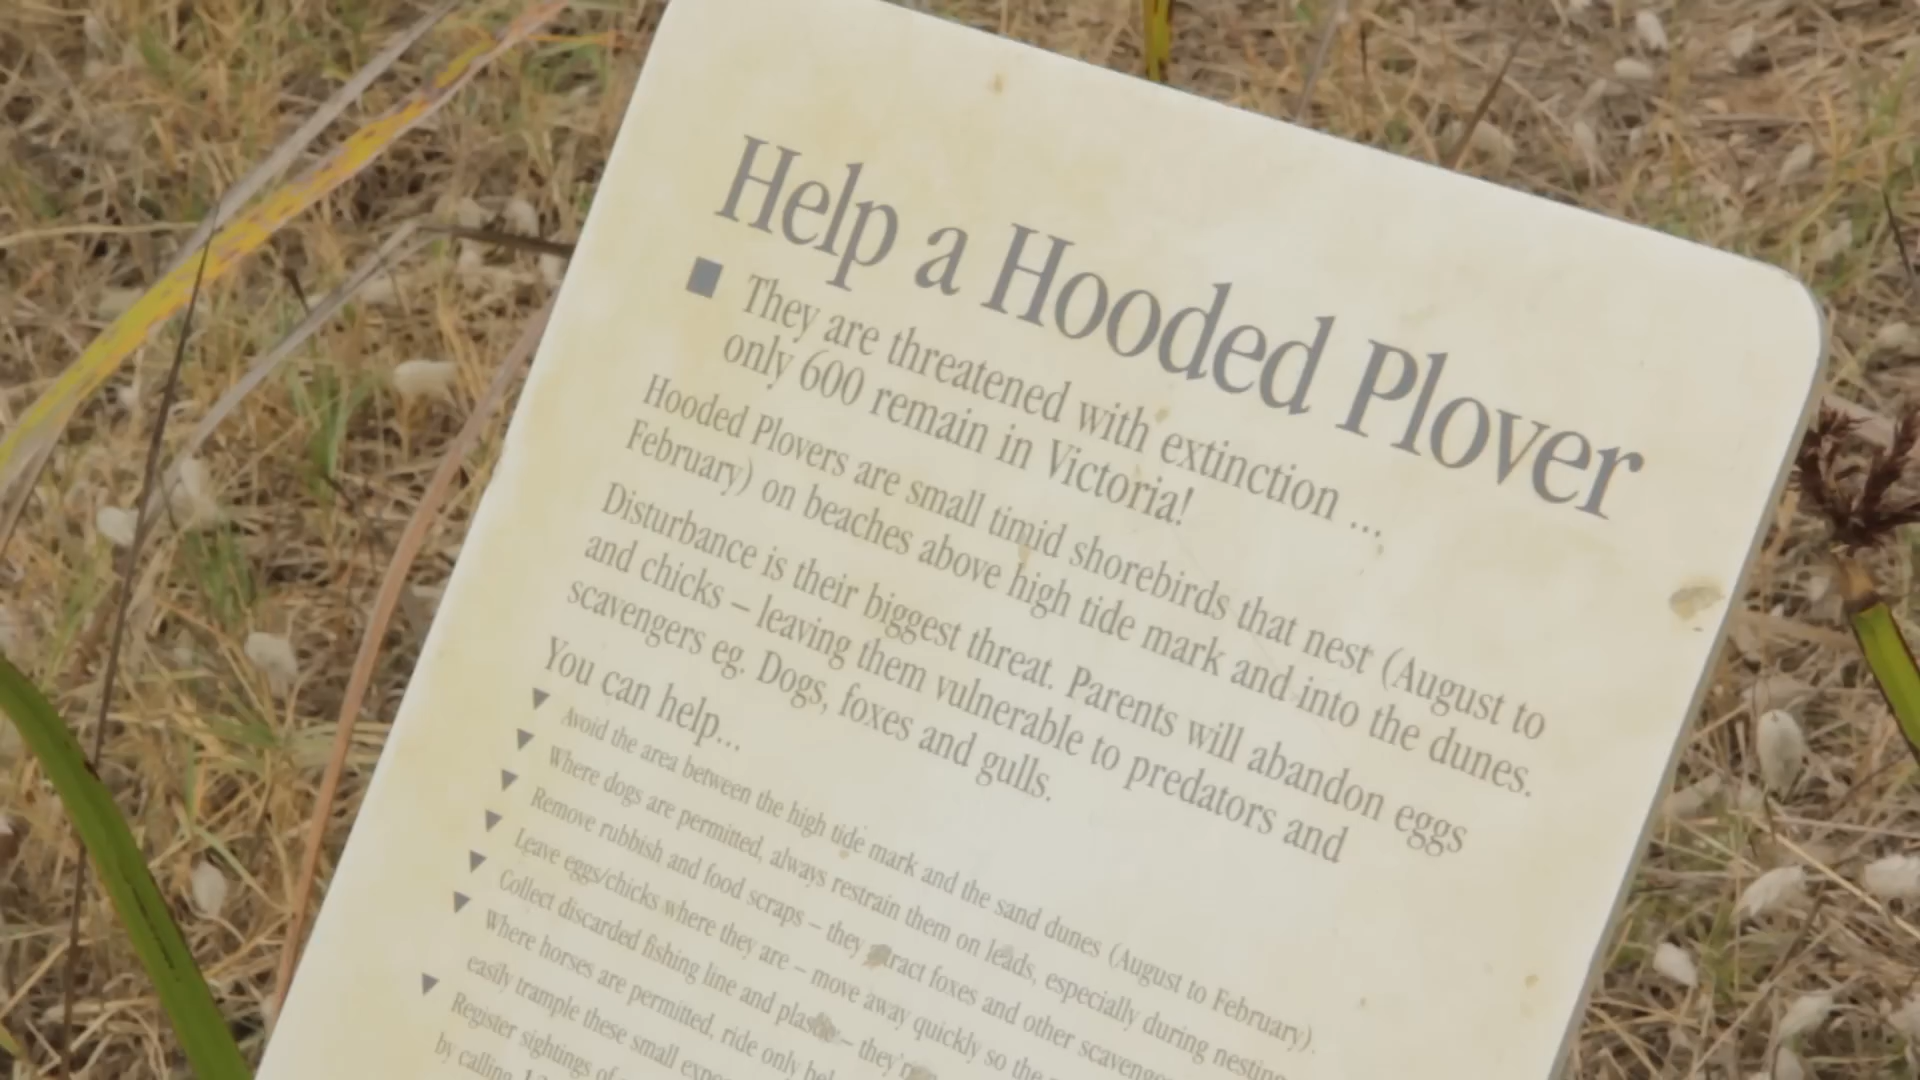 Help a Hooded Plover
They are threatened with extinction ...
only 600 remain in Victoria!
Hooded Plovers are small timid shorebirds that nest (August to
February) on beaches above high tide mark and into the dunes.
Disturbance is their biggest threat. Parents will abandon eggs
and chicks – leaving them vulnerable to predators and
scavengers eg. Dogs, foxes and gulls.
You can help...
Avoid the area between the high tide mark and the sand dunes (August to February).
Where dogs are permitted, always restrain them on leads, especially during nesting
Remove rubbish and food scraps – they attract foxes and other
Leave eggs/chicks where they are – move away quickly so the
Collect discarded fishing line and plastic – they're
Where horses are permitted, ride only
easily trample these small
Register sightings of
by calling